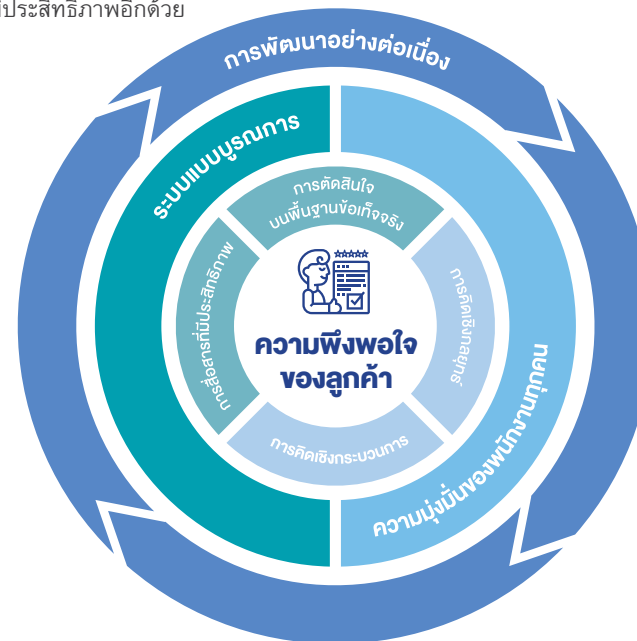 ประสิทธิภาพอีกด้วย
การพัฒนาอย่างต่อเนื่อง
ระบบแบบบูรณการ
การตัดสินใจ
บนพื้นฐานข้อเท็จจริง
การสื่อสารที่มีประสิทธิภาพ
การคิดเชิงกลยุทธ์
ความพึงพอใจ
ของลูกค้า
การคิดเชิงกระบวนการ
ความมุ่งมั่นของพนักงานทุกคน